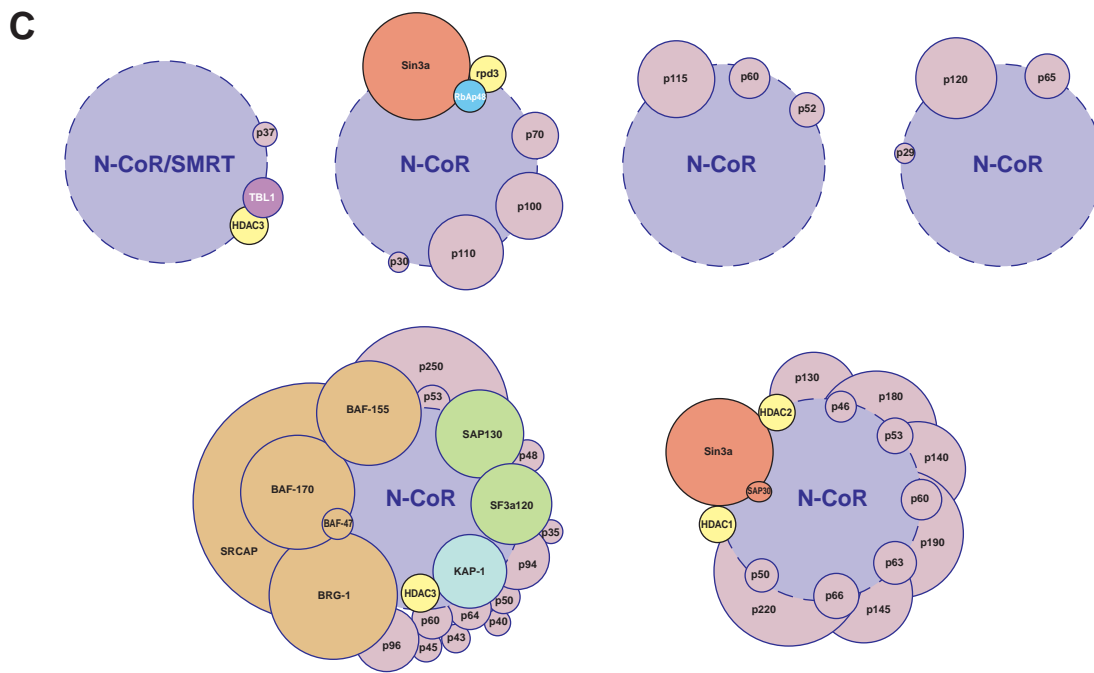 C
N-CoR/SMRT
p37
TBL1
HDAC3
Sin3a
rpd3
RbAp48
p70
N-CoR
p100
p110
p30
p115
p60
p52
N-CoR
p120
p65
p29
N-CoR
p250
p53
BAF-155
SAP130
p48
BAF-170
N-CoR
SF3a120
BAF-47
p35
SRCAP
p94
KAP-1
BRG-1
HDAC3
p50
p64
p60
p40
p43
p96
p45
p130
p180
HDAC2
p46
p53
Sin3a
p140
SAP30
N-CoR
p60
HDAC1
p190
p63
p50
p66
p220
p145